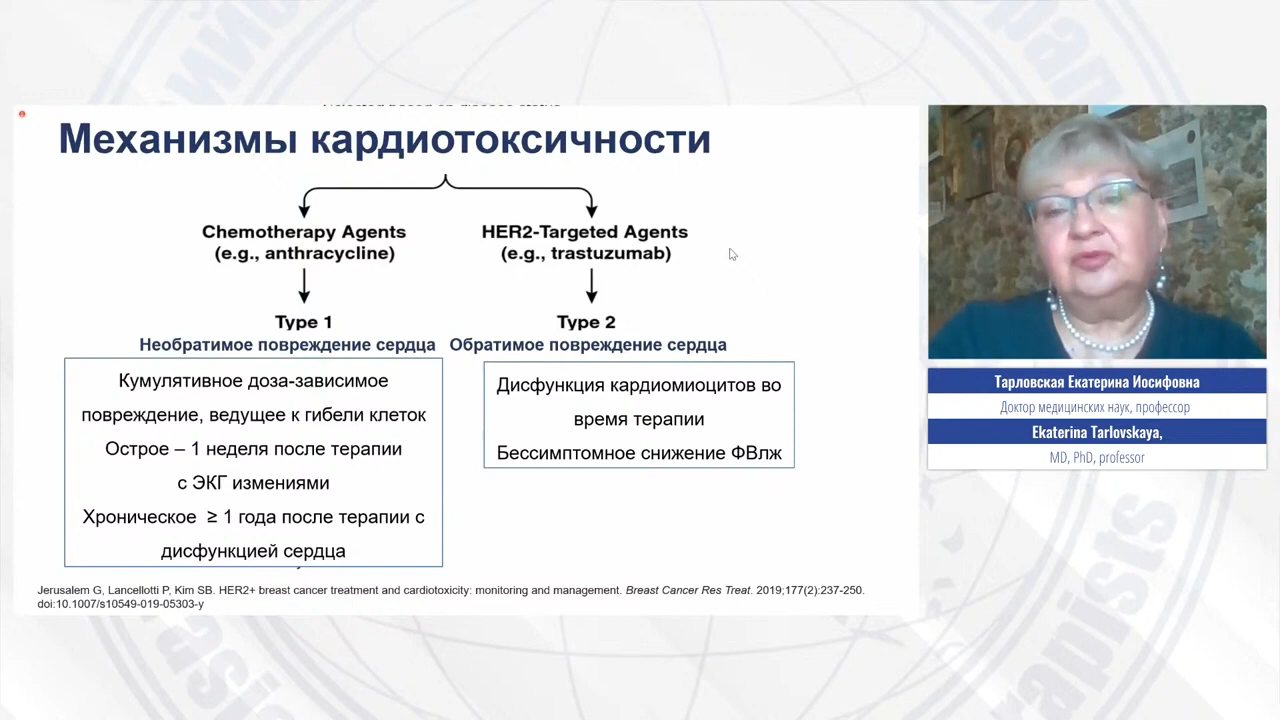 Механизмы кардиотоксичности
Chemotherapy Agents
(e.g., anthracycline)
HER2-Targeted Agents
(e.g., trastuzumab)
Type 1
Type 2
Необратимое повреждение сердца
Обратимое повреждение сердца
Кумулятивное доза-зависимое
повреждение, ведущее к гибели клеток
Острое – 1 неделя после терапии
с ЭКГ измениями
Хроническое ≥ 1 года после терапии с
дисфункцией сердца
Дисфункция кардиомиоцитов во
время терапии
Бессимптомное снижение ФВлж
Jerusalem G, Lancellotti P, Kim SB. HER2+ breast cancer treatment and cardiotoxicity: monitoring and management. Breast Cancer Res Treat. 2019;177(2):237-250.
doi:10.1007/s10549-019-05303-y
Тарловская Екатерина Иосифовна
Доктор медицинских наук, профессор
Ekaterina Tarlovskaya,
MD, PhD, professor